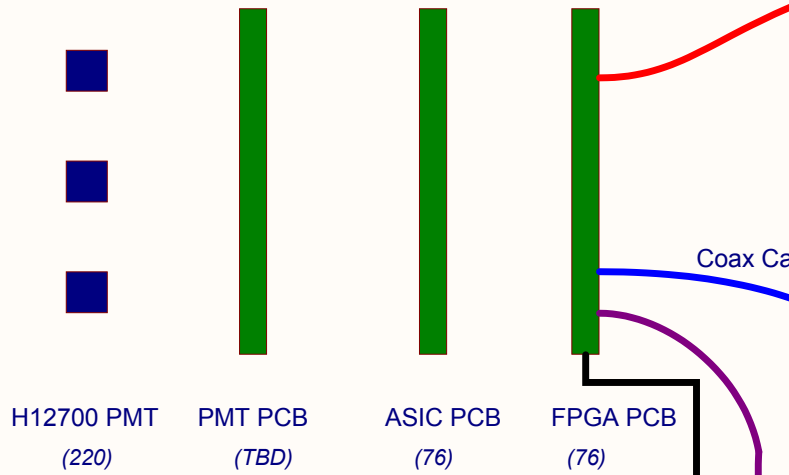 Coax Ca
H12700 PMT PMT PCB ASIC PCB FPGA PCB
(220) (TBD) (76) (76)